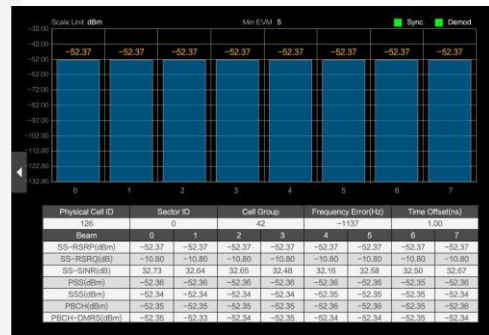 Scale Unit dBm Min EVM 5 Sync Demod
-32.00
-42.00
-52.37 -52.37 -52.37 -52.37 -52.37 -52.37 -52.37 -52.37
-52.00
-62.00
-72.00
-82.00
-92.00
-102.00
-112.00
-122.00
-132.00
0 1 2 3 4 5 6 7
Physical Cell ID Sector ID Cell Group Frequency Error(Hz) Time Offset(ns)
126 0 42 -1137 1.00
Beam 0 1 2 3 4 5 6 7
SS-RSRP(dBm) -52.37 -52.37 -52.37 -52.37 -52.37 -52.37 -52.37 -52.37
SS-RSRQ(dB) -10.80 -10.80 -10.80 -10.80 -10.80 -10.80 -10.80 -10.80
SS-SINR(dB) 32.73 32.64 32.65 32.48 32.16 32.58 32.50 32.67
PSS(dBm) -52.36 -52.36 -52.36 -52.36 -52.36 -52.36 -52.36 -52.36
SSS(dBm) -52.34 -52.34 -52.34 -52.34 -52.35 -52.34 -52.34 -52.34
PBCH(dBm) -52.35 -52.35 -52.35 -52.35 -52.35 -52.35 -52.35 -52.35
PBCH-DMRS(dBm) -52.35 -52.33 -52.34 -52.34 -52.35 -52.35 -52.35 -52.34